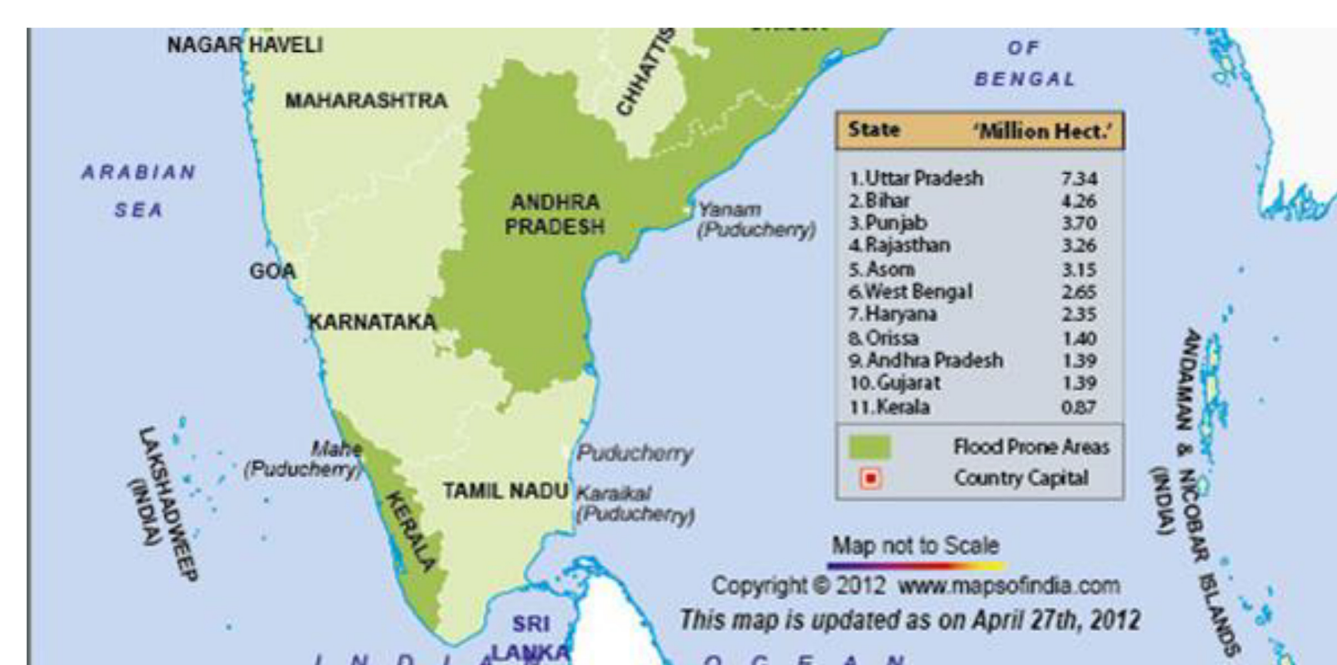 NAGAR HAVELI
MAHARASHTRA
CHHATTIS
OF
BENGAL
ARABIAN
SEA
ANDHRA
PRADESH
Yanam
(Puducherry)
GOA
KARNATAKA
State 'Million Hect.'
1.Uttar Pradesh 7.34
2.Bihar 4.26
3.Punjab 3.70
4.Rajasthan 3.26
5.Asom 3.15
6.West Bengal 2.65
7.Haryana 2.35
8.Orissa 1.40
9.Andhra Pradesh 1.39
10.Gujarat 1.39
11.Kerala 0.87
Flood Prone Areas
Country Capital
LAKSHADWEEP
(INDIA)
Mahe
(Puducherry)
KERALA
TAMIL NADU
Puducherry
Karaikal
(Puducherry)
ANDAMAN & NICOBAR ISLANDS
(INDIA)
Map not to Scale
Copyright © 2012 www.mapsofindia.com
This map is updated as on April 27th, 2012
SRI
LANKA
OCEAN